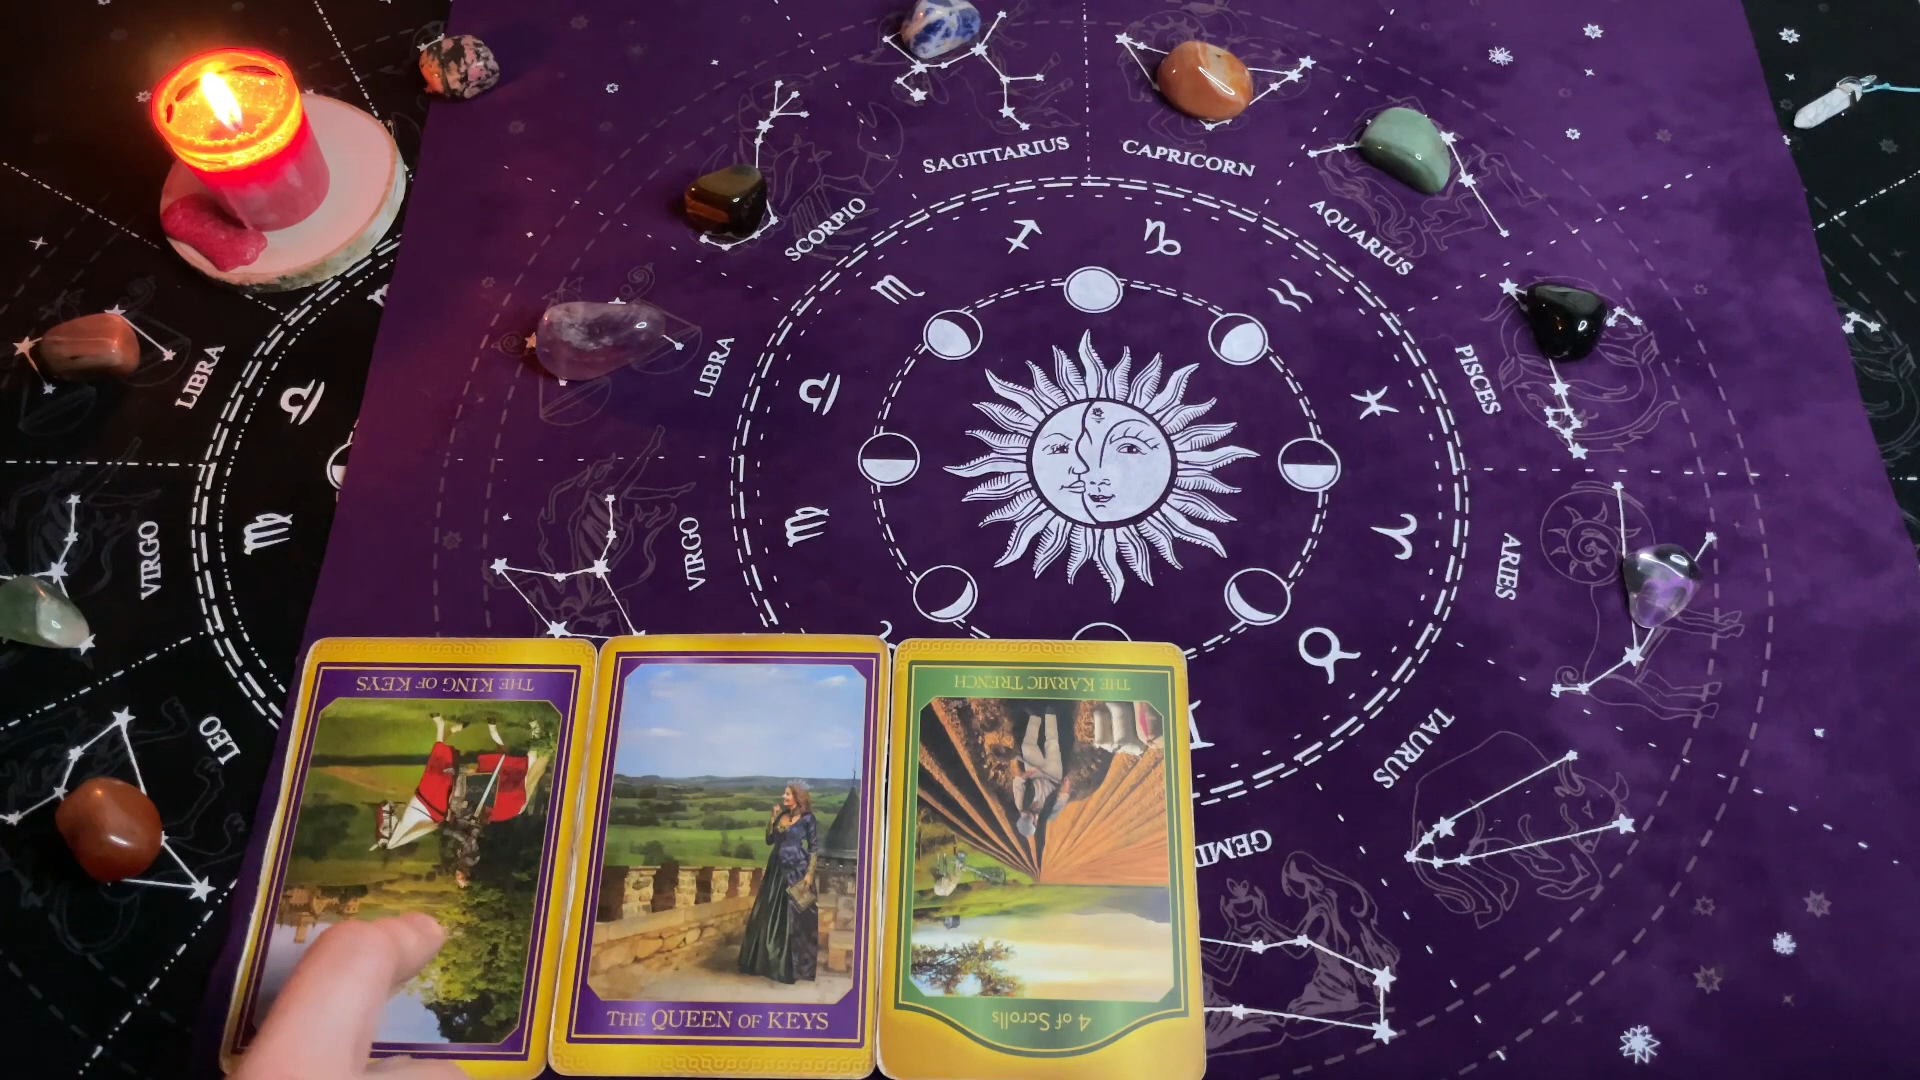 SAGITTARIUS
CAPRICORN
SCORPIO
AQUARIUS
LIBRA
LIBRA
PISCES
VIRGO
VIRGO
ARIES
LEO
TAURUS
GEMI
THE KING OF KEYS
THE QUEEN OF KEYS
THE KARMIC TRENCH
4 of Scrolls